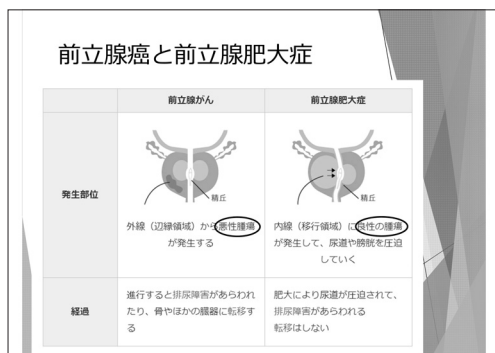 前立腺癌と前立腺肥大症
前立腺がん
前立腺肥大症
発生部位
精丘
精丘
外線（辺縁領域）から悪性腫瘍
が発生する
内線（移行領域）に良性の腫瘍
が発生して、尿道や膀胱を圧迫
していく
経過
進行すると排尿障害があらわれ
たり、骨やほかの臓器に転移す
る
肥大により尿道が圧迫されて、
排尿障害があらわれる
転移はしない